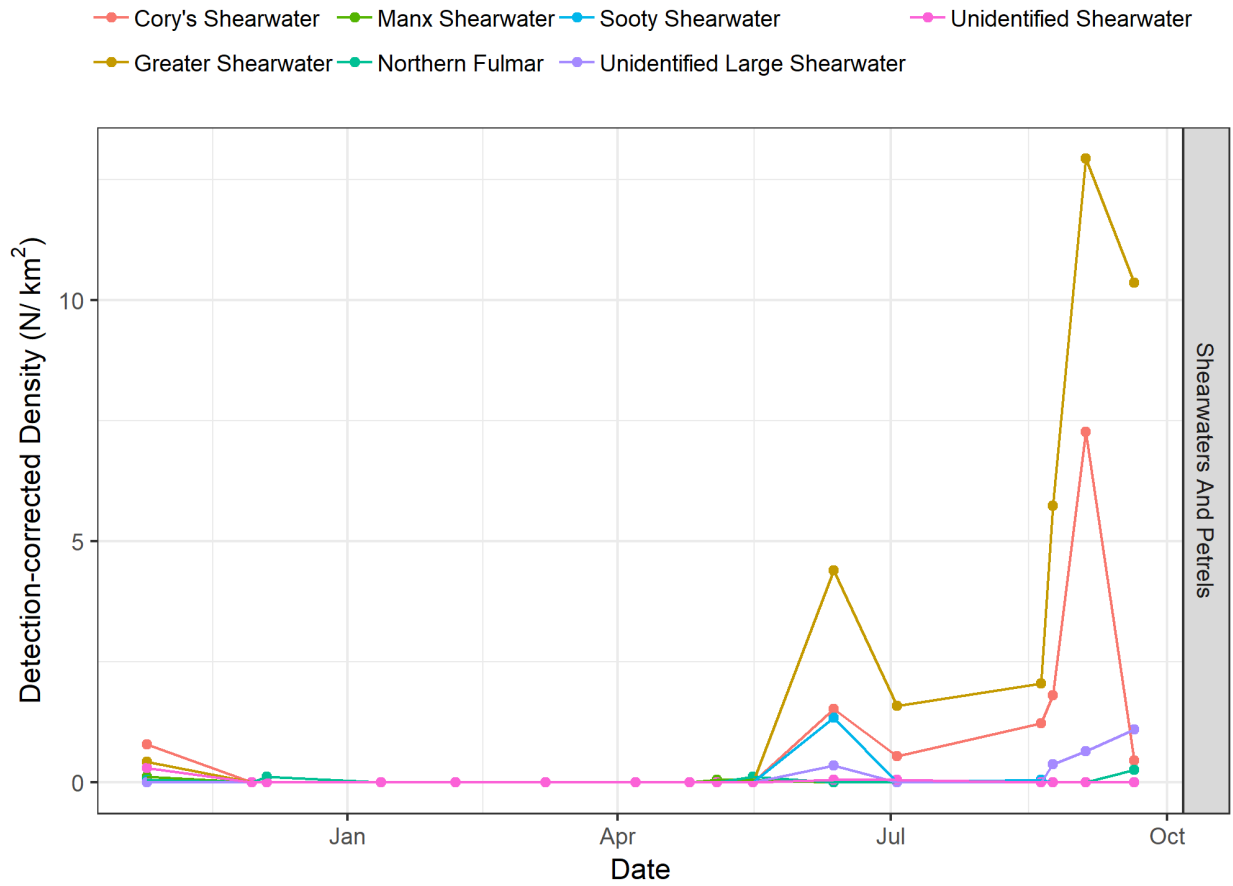 Cory's Shearwater Manx Shearwater Sooty Shearwater Unidentified Shearwater
Greater Shearwater Northern Fulmar Unidentified Large Shearwater
Detection-corrected Density (N/ km²)
10
5
0
Shearwaters And Petrels
Jan Apr Jul Oct
Date